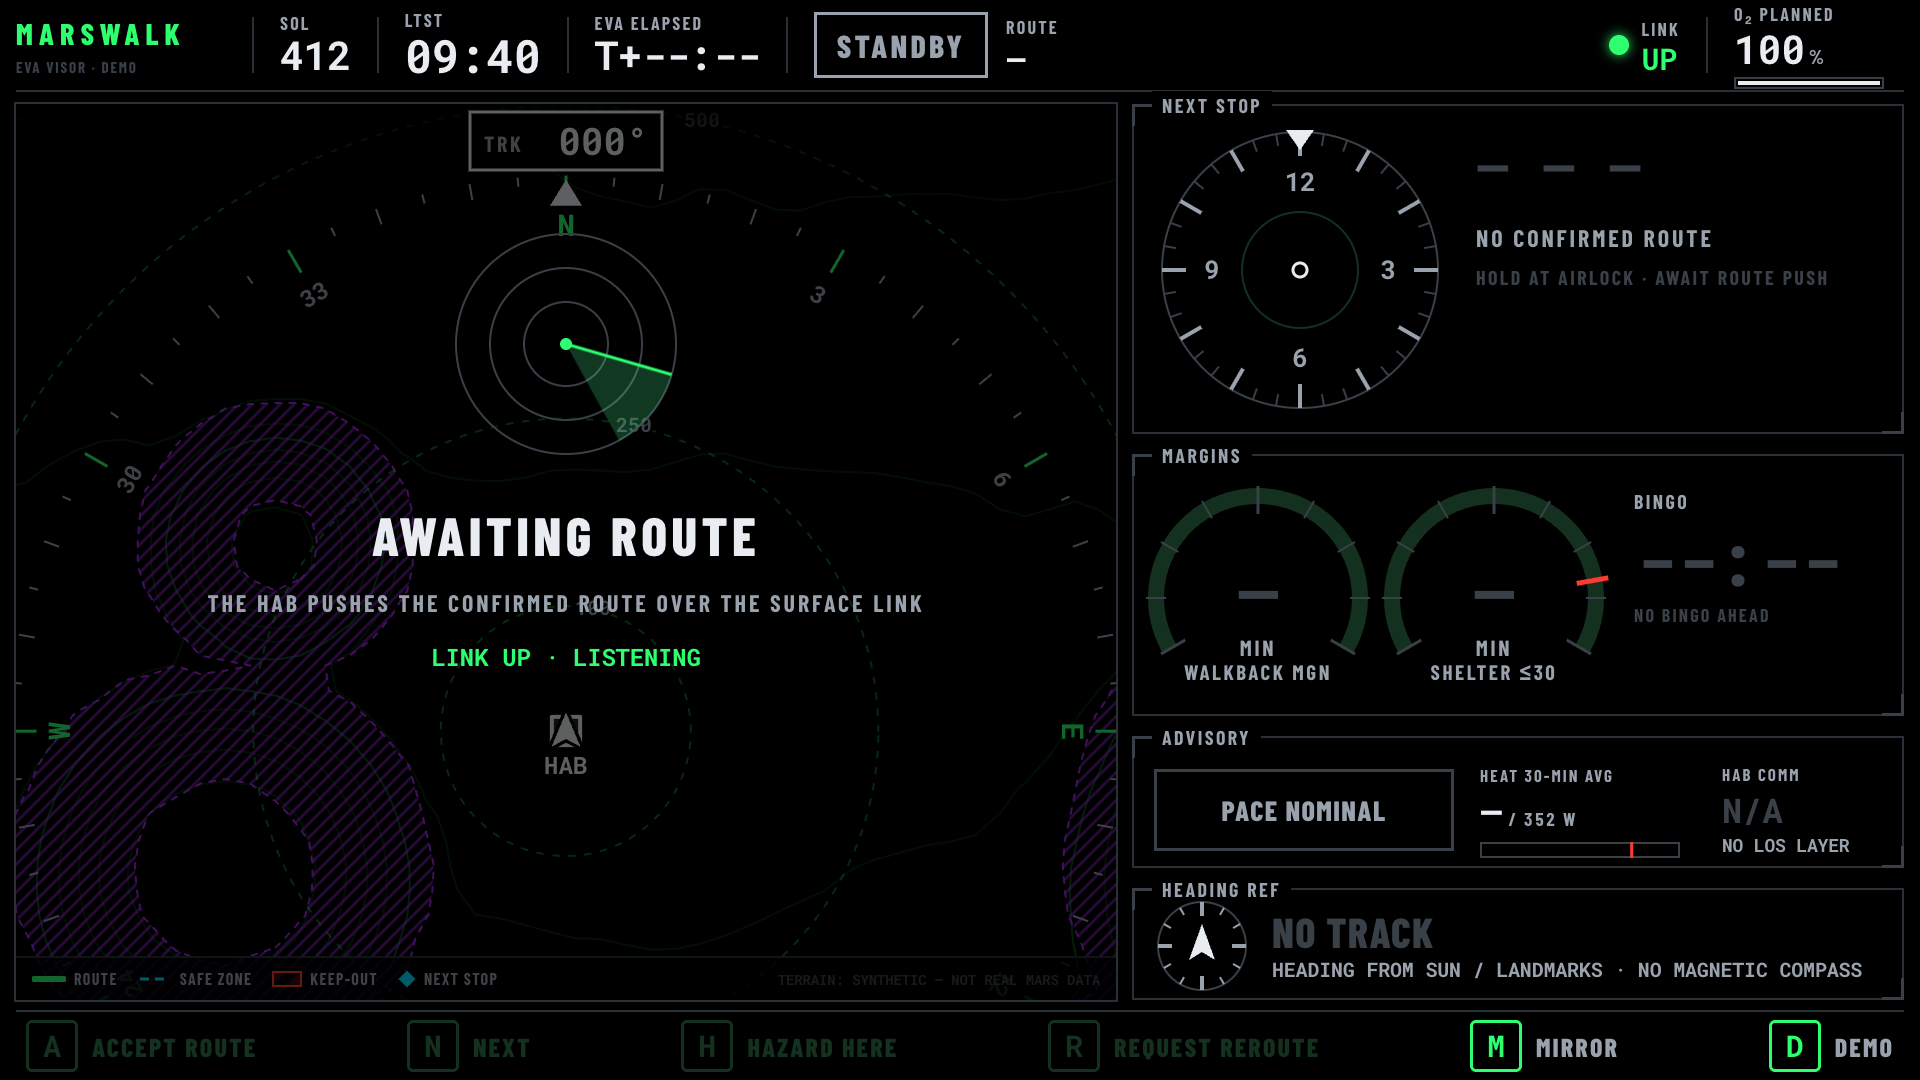 MARSWALK
EVA VISOR · DEMO
SOL
412
LTST
09:40
EVA ELAPSED
T+--:--
STANDBY
ROUTE
—
LINK
UP
O₂ PLANNED
100 %
TRK 000°
500
N
33
3
30
6
250
W
E
AWAITING ROUTE
THE HAB PUSHES THE CONFIRMED ROUTE OVER THE SURFACE LINK
LINK UP · LISTENING
HAB
ROUTE
SAFE ZONE
KEEP-OUT
NEXT STOP
TERRAIN: SYNTHETIC — NOT REAL MARS DATA
NEXT STOP
12
3
6
9
— — —
NO CONFIRMED ROUTE
HOLD AT AIRLOCK · AWAIT ROUTE PUSH
MARGINS
—
MIN
WALKBACK MGN
—
MIN
SHELTER ≤30
BINGO
--:--
NO BINGO AHEAD
ADVISORY
PACE NOMINAL
HEAT 30-MIN AVG
— / 352 W
HAB COMM
N/A
NO LOS LAYER
HEADING REF
NO TRACK
HEADING FROM SUN / LANDMARKS · NO MAGNETIC COMPASS
A ACCEPT ROUTE
N NEXT
H HAZARD HERE
R REQUEST REROUTE
M MIRROR
D DEMO